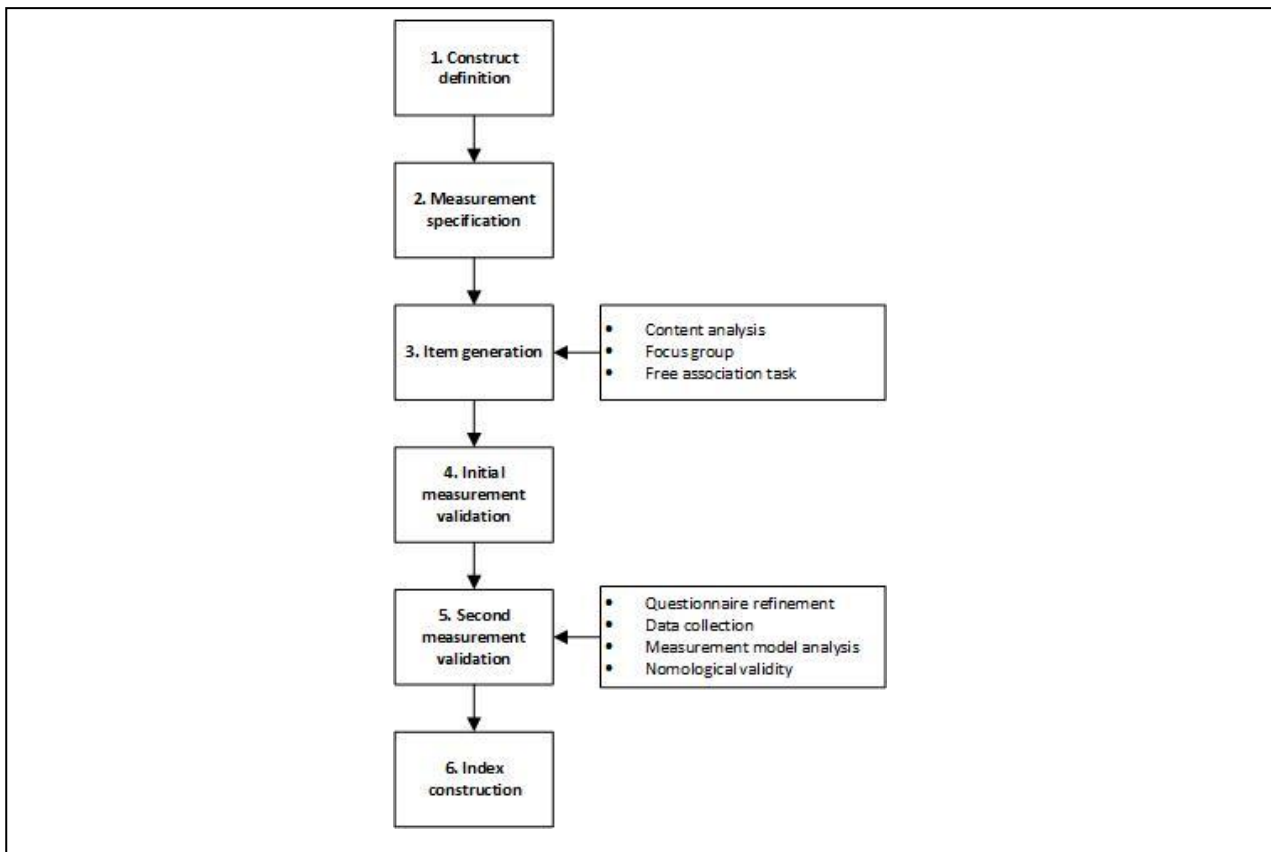 1. Construct
definition
2. Measurement
specification
3. Item generation
• Content analysis
• Focus group
• Free association task
4. Initial
measurement
validation
5. Second
measurement
validation
• Questionnaire refinement
• Data collection
• Measurement model analysis
• Nomological validity
6. Index
construction